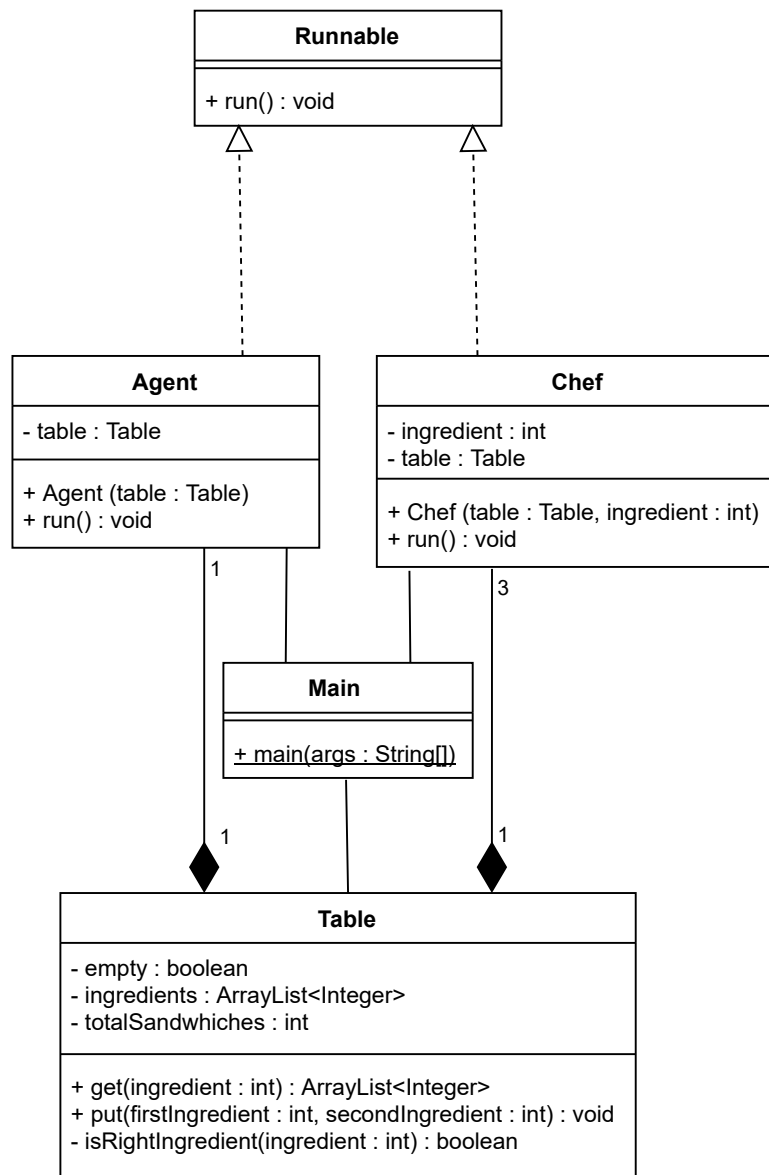 Runnable
+ run() : void
Agent
- table : Table
+ Agent (table : Table)
+ run() : void
Chef
- ingredient : int
- table : Table
+ Chef (table : Table, ingredient : int)
+ run() : void
1
3
Main
+ main(args : String[])
1
1
Table
- empty : boolean
- ingredients : ArrayList<Integer>
- totalSandwhiches : int
+ get(ingredient : int) : ArrayList<Integer>
+ put(firstIngredient : int, secondIngredient : int) : void
- isRightIngredient(ingredient : int) : boolean